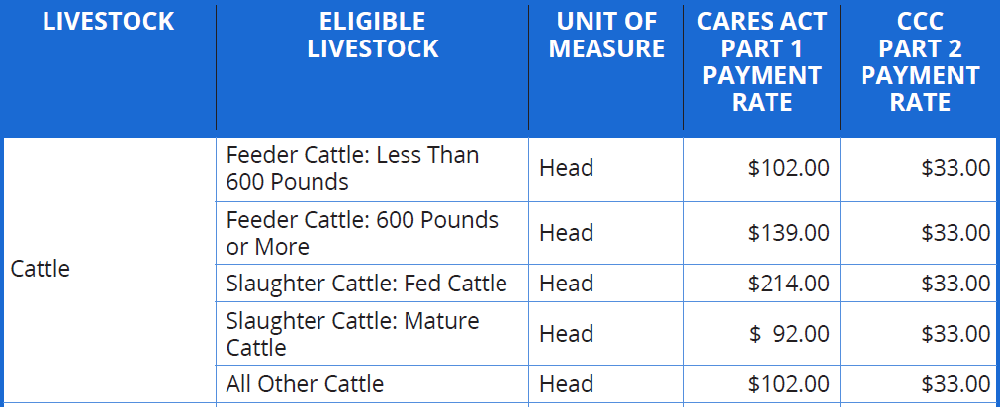 LIVESTOCK
ELIGIBLE
LIVESTOCK
UNIT OF
MEASURE
CARES ACT
PART 1
PAYMENT
RATE
CCC
PART 2
PAYMENT
RATE
Cattle
Feeder Cattle: Less Than
600 Pounds
Head
$102.00
$33.00
Feeder Cattle: 600 Pounds
or More
Head
$139.00
$33.00
Slaughter Cattle: Fed Cattle
Head
$214.00
$33.00
Slaughter Cattle: Mature
Cattle
Head
$ 92.00
$33.00
All Other Cattle
Head
$102.00
$33.00